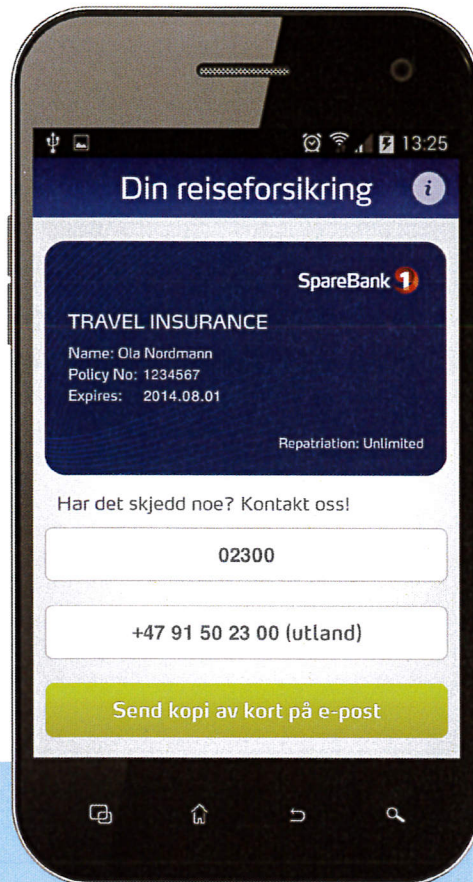 13:25
Din reiseforsikring i
SpareBank 1
TRAVEL INSURANCE
Name: Ola Nordmann
Policy No: 1234567
Expires: 2014.08.01
Repatriation: Unlimited
Har det skjedd noe? Kontakt oss!
02300
+47 91 50 23 00 (utland)
Send kopi av kort på e-post